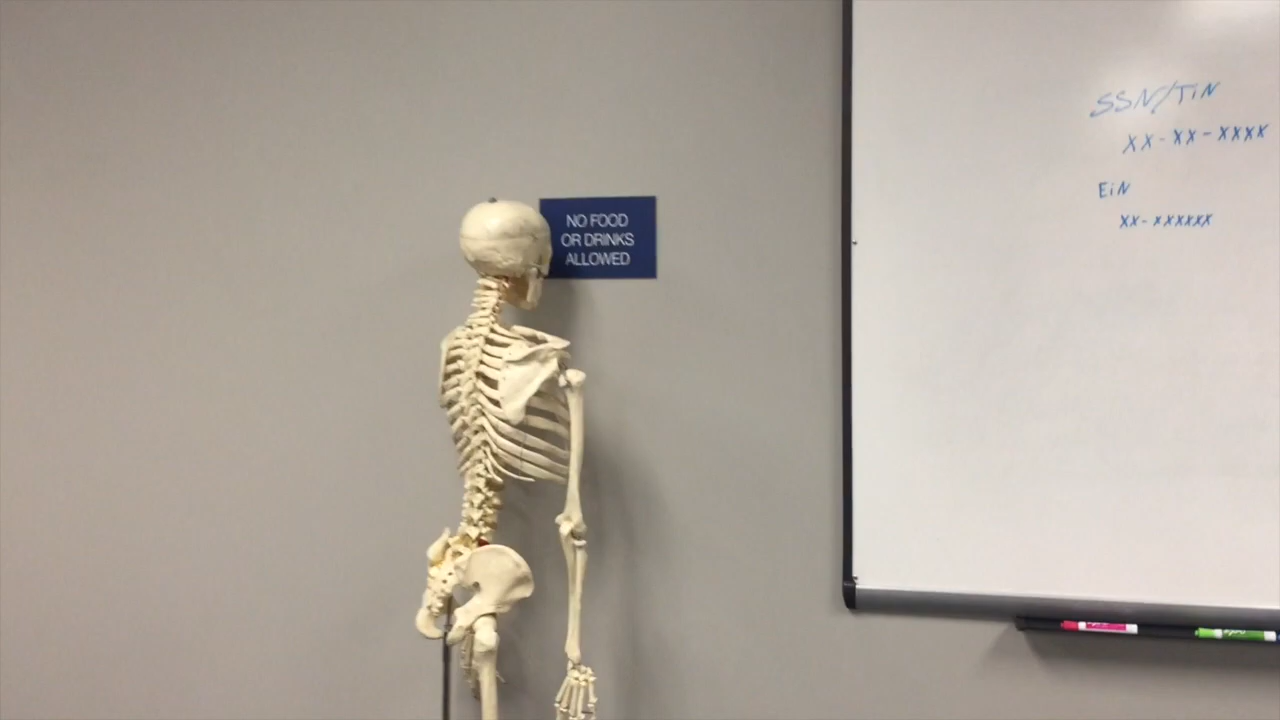 NO FOOD
OR DRINKS
ALLOWED
SSN/TiN
XX-XX-XXXX
EiN
XX-XXXXXX